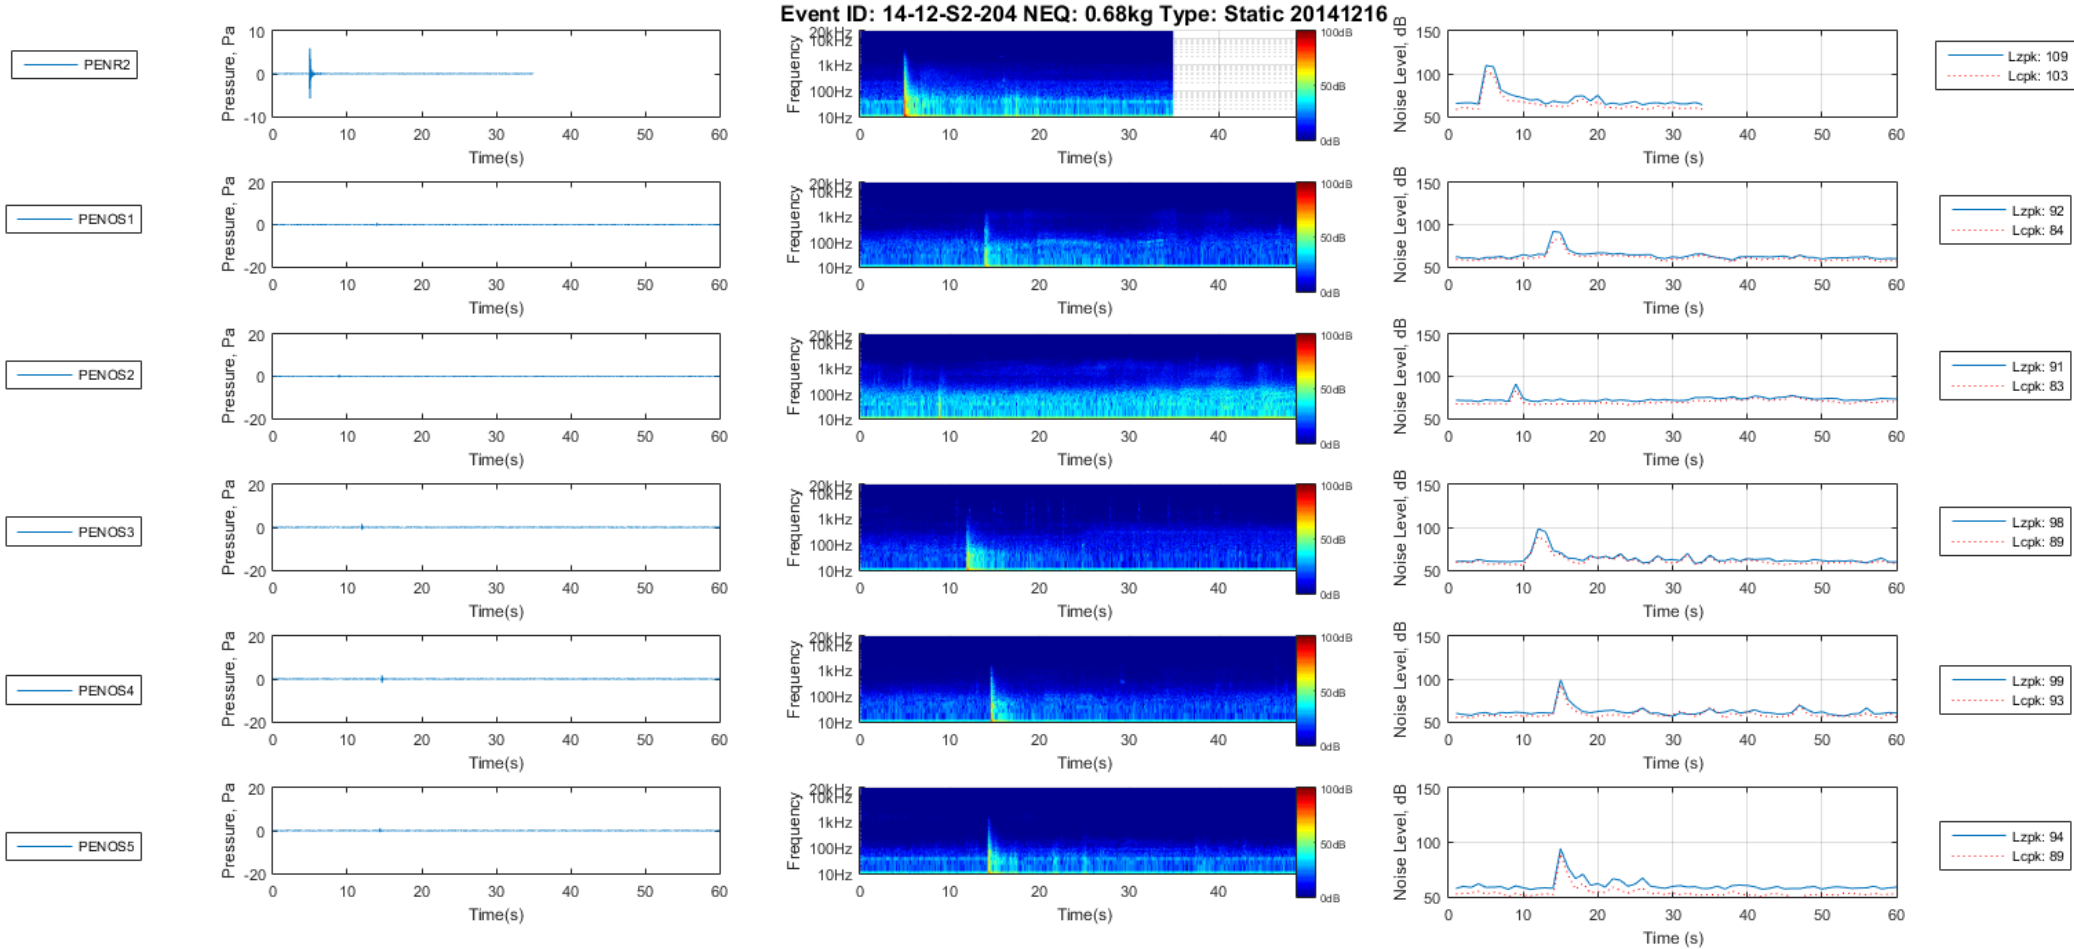 Event ID: 14-12-S2-204 NEQ: 0.68kg Type: Static 20141216
PENR2
Pressure, Pa
10
0
-10
0 10 20 30 40 50 60
Time(s)
Frequency
20kHz
10kHz
1kHz
100Hz
10Hz
0 10 20 30 40
Time(s)
100dB
50dB
0dB
Noise Level, dB
150
100
50
0 10 20 30 40 50 60
Time (s)
Lzpk: 109
Lcpk: 103
PENOS1
Pressure, Pa
20
0
-20
0 10 20 30 40 50 60
Time(s)
Frequency
20kHz
10kHz
1kHz
100Hz
10Hz
0 10 20 30 40
Time(s)
100dB
50dB
0dB
Noise Level, dB
150
100
50
0 10 20 30 40 50 60
Time (s)
Lzpk: 92
Lcpk: 84
PENOS2
Pressure, Pa
20
0
-20
0 10 20 30 40 50 60
Time(s)
Frequency
20kHz
10kHz
1kHz
100Hz
10Hz
0 10 20 30 40
Time(s)
100dB
50dB
0dB
Noise Level, dB
150
100
50
0 10 20 30 40 50 60
Time (s)
Lzpk: 91
Lcpk: 83
PENOS3
Pressure, Pa
20
0
-20
0 10 20 30 40 50 60
Time(s)
Frequency
20kHz
10kHz
1kHz
100Hz
10Hz
0 10 20 30 40
Time(s)
100dB
50dB
0dB
Noise Level, dB
150
100
50
0 10 20 30 40 50 60
Time (s)
Lzpk: 98
Lcpk: 89
PENOS4
Pressure, Pa
20
0
-20
0 10 20 30 40 50 60
Time(s)
Frequency
20kHz
10kHz
1kHz
100Hz
10Hz
0 10 20 30 40
Time(s)
100dB
50dB
0dB
Noise Level, dB
150
100
50
0 10 20 30 40 50 60
Time (s)
Lzpk: 99
Lcpk: 93
PENOS5
Pressure, Pa
20
0
-20
0 10 20 30 40 50 60
Time(s)
Frequency
20kHz
10kHz
1kHz
100Hz
10Hz
0 10 20 30 40
Time(s)
100dB
50dB
0dB
Noise Level, dB
150
100
50
0 10 20 30 40 50 60
Time (s)
Lzpk: 94
Lcpk: 89